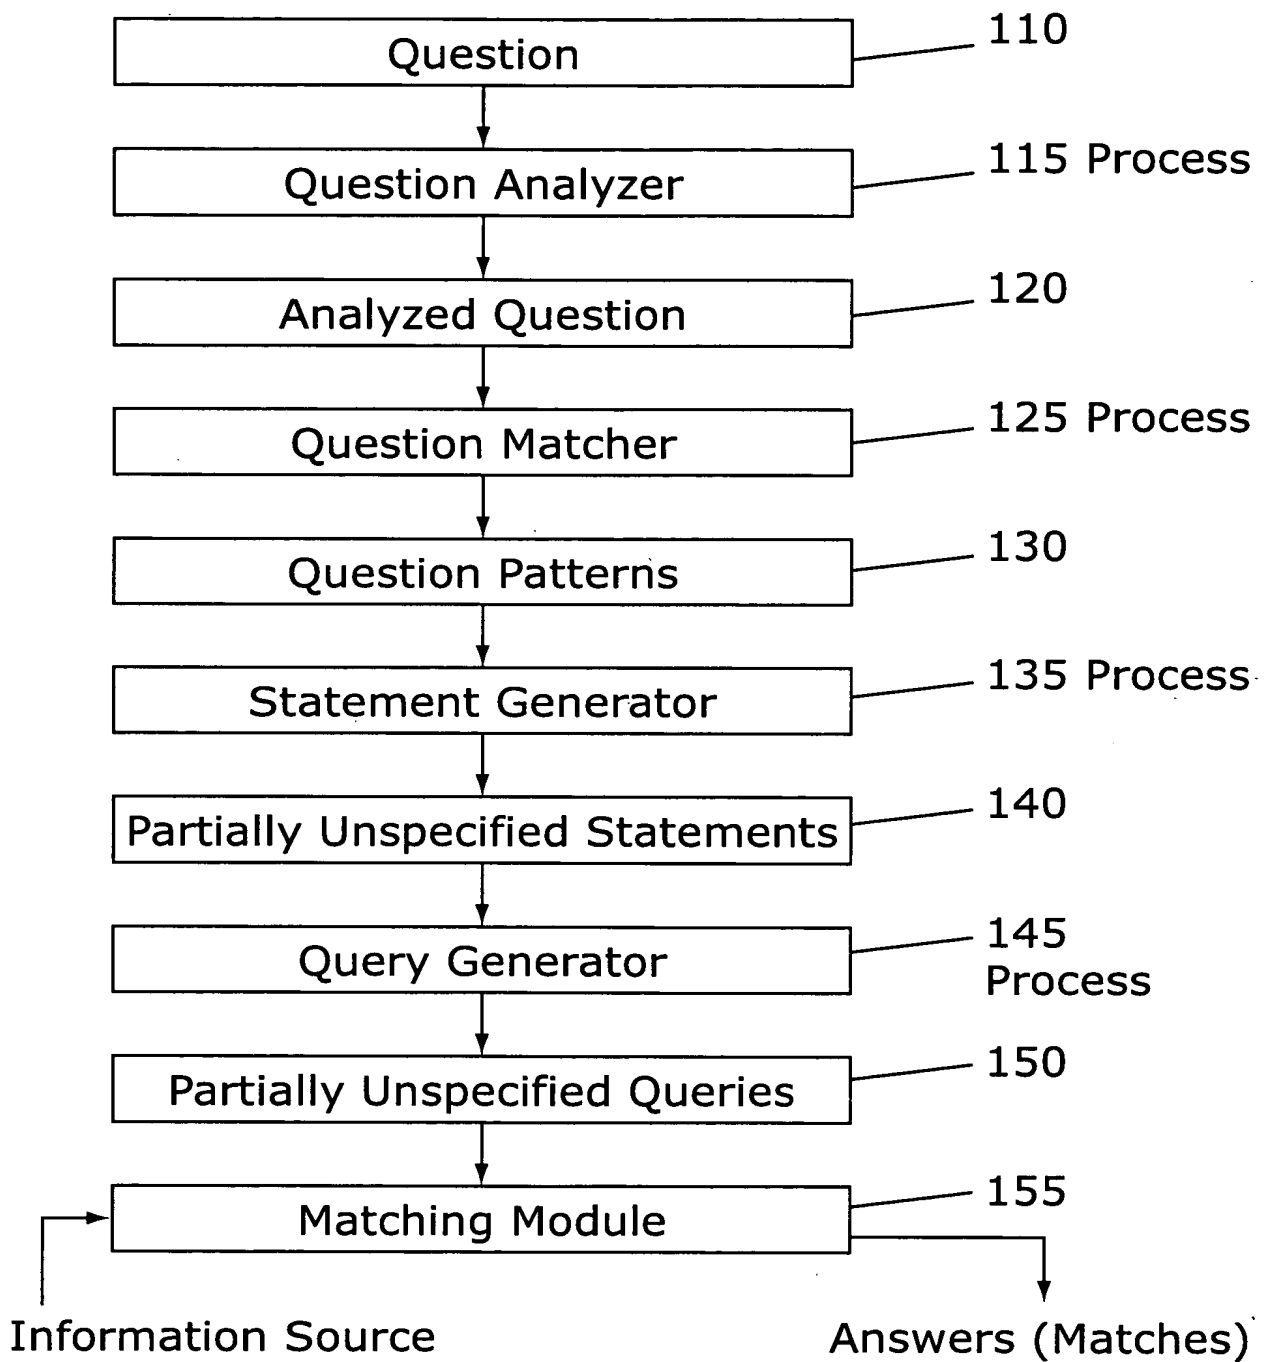 Question
110
Question Analyzer
115 Process
Analyzed Question
120
Question Matcher
125 Process
Question Patterns
130
Statement Generator
135 Process
Partially Unspecified Statements
140
Query Generator
145
Process
Partially Unspecified Queries
150
Matching Module
155
Information Source
Answers (Matches)